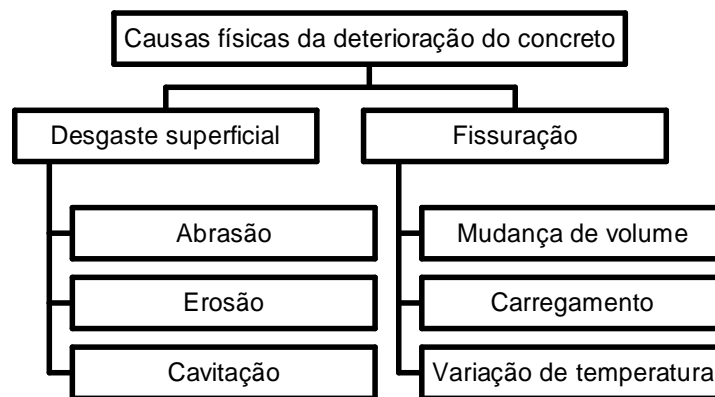 Causas físicas da deterioração do concreto
Desgaste superficial
Fissuração
Abrasão
Mudança de volume
Erosão
Carregamento
Cavitação
Variação de temperatura